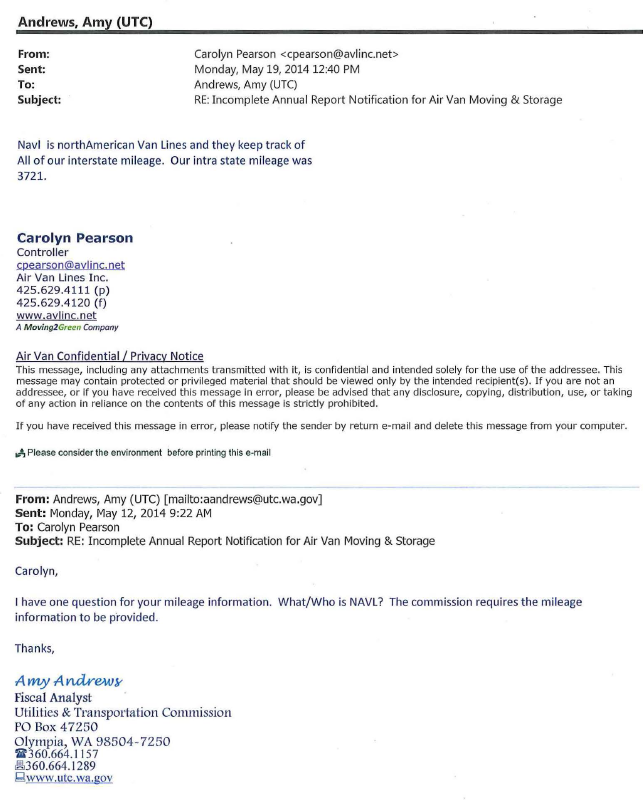 Andrews, Amy (UTC)
From: Carolyn Pearson <cpearson@avlinc.net>
Sent: Monday, May 19, 2014 12:40 PM
To: Andrews, Amy (UTC)
Subject: RE: Incomplete Annual Report Notification for Air Van Moving & Storage
Navl is northAmerican Van Lines and they keep track of
All of our interstate mileage. Our intra state mileage was
3721.
Carolyn Pearson
Controller
cpearson@avlinc.net
Air Van Lines Inc.
425.629.4111 (p)
425.629.4120 (f)
www.avlinc.net
A Moving2Green Company
Air Van Confidential / Privacy Notice
This message, including any attachments transmitted with it, is confidential and intended solely for the use of the addressee. This
message may contain protected or privileged material that should be viewed only by the intended recipient(s). If you are not an
addressee, or if you have received this message in error, please be advised that any disclosure, copying, distribution, use, or taking
of any action in reliance on the contents of this message is strictly prohibited.
If you have received this message in error, please notify the sender by return e-mail and delete this message from your computer.
Please consider the environment before printing this e-mail
From: Andrews, Amy (UTC) [mailto:aandrews@utc.wa.gov]
Sent: Monday, May 12, 2014 9:22 AM
To: Carolyn Pearson
Subject: RE: Incomplete Annual Report Notification for Air Van Moving & Storage
Carolyn,
I have one question for your mileage information. What/Who is NAVL? The commission requires the mileage
information to be provided.
Thanks,
Amy Andrews
Fiscal Analyst
Utilities & Transportation Commission
PO Box 47250
Olympia, WA 98504-7250
☎360.664.1157
360.664.1289
www.utc.wa.gov